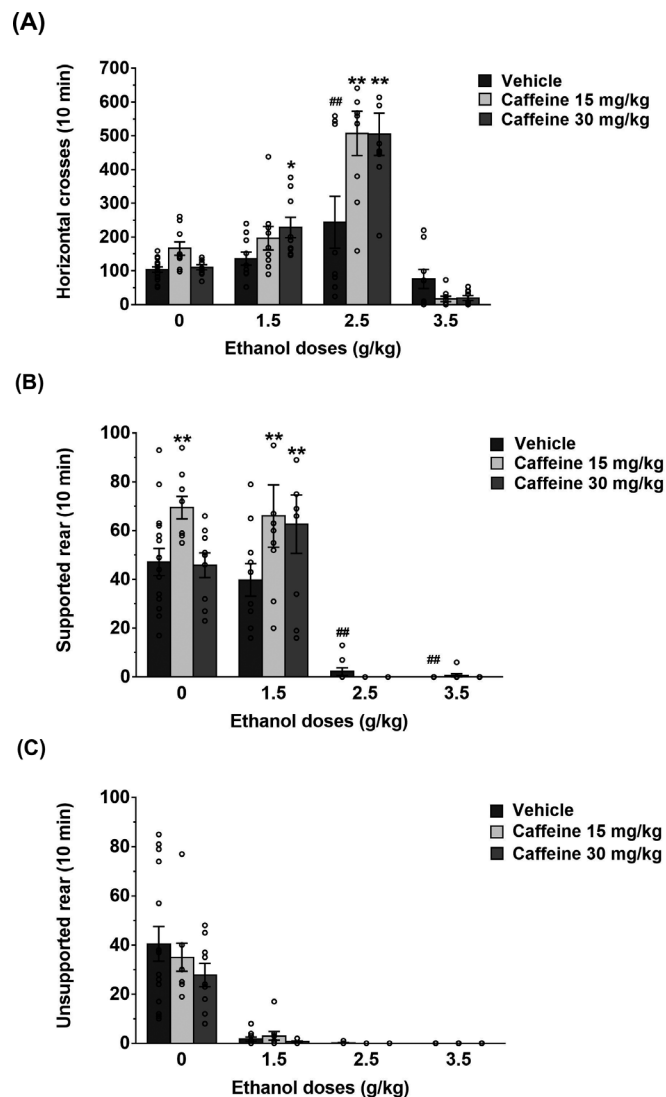 (A)
Horizontal crosses (10 min)
700
600
500
400
300
200
100
0
##
**
**
*
Vehicle
Caffeine 15 mg/kg
Caffeine 30 mg/kg
0 1.5 2.5 3.5
Ethanol doses (g/kg)
(B)
Supported rear (10 min)
100
80
60
40
20
0
**
**
**
##
##
Vehicle
Caffeine 15 mg/kg
Caffeine 30 mg/kg
0 1.5 2.5 3.5
Ethanol doses (g/kg)
(C)
Unsupported rear (10 min)
100
80
60
40
20
0
Vehicle
Caffeine 15 mg/kg
Caffeine 30 mg/kg
0 1.5 2.5 3.5
Ethanol doses (g/kg)